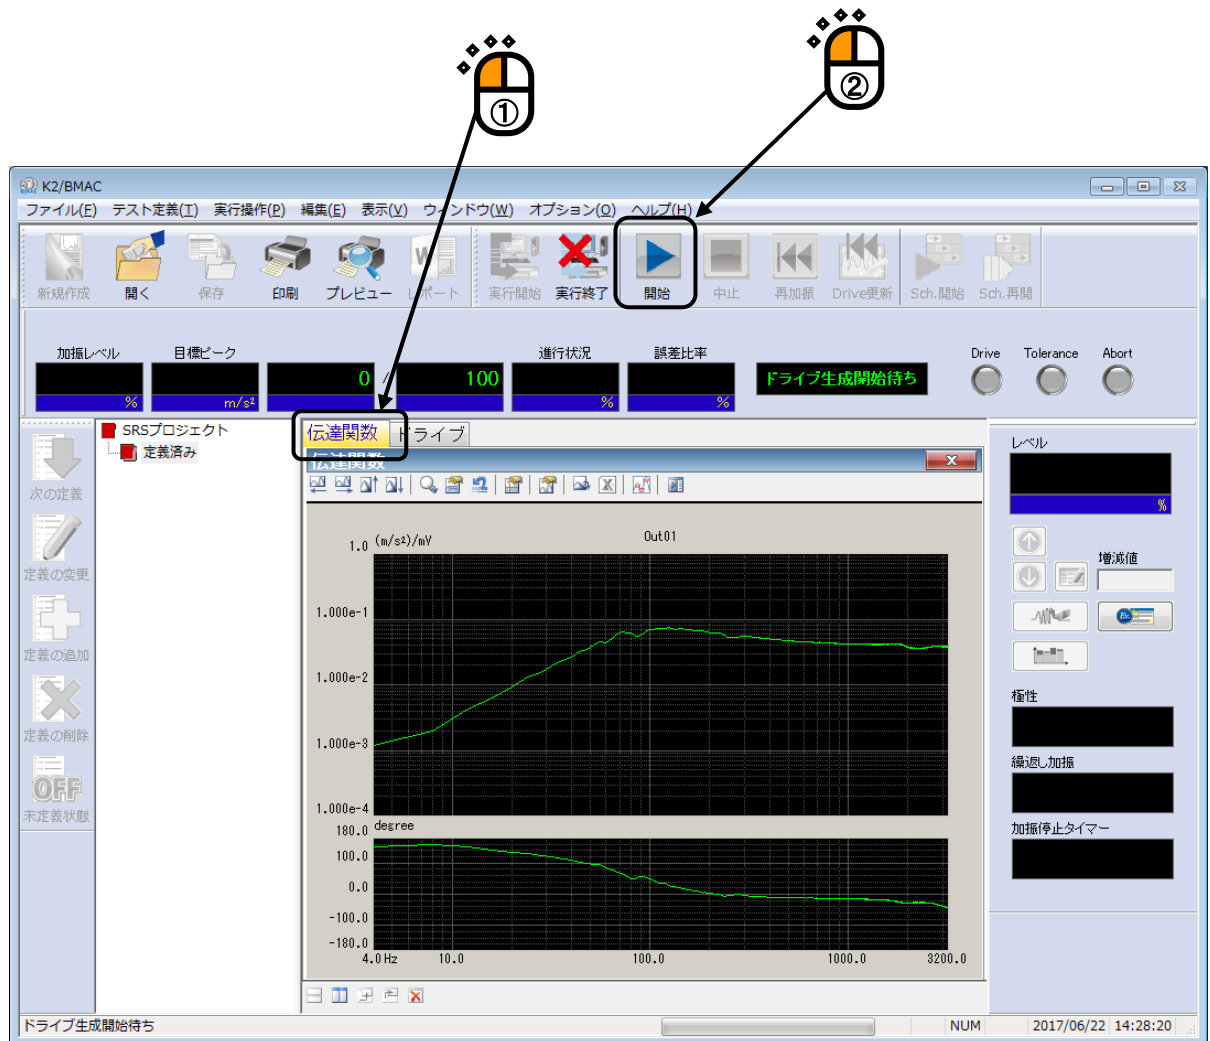 ①
②
K2/BMAC
ファイル(F) テスト定義(T) 実行操作(P) 編集(E) 表示(V) ウィンドウ(W) オプション(O) ヘルプ(H)
新規作成 開く 保存 印刷 プレビュー レポート 実行開始 実行終了 開始 中止 再加振 Drive更新 Sch.開始 Sch.再開
加振レベル 目標ピーク 進行状況 誤差比率 Drive Tolerance Abort
0 / 100 ドライブ生成開始待ち
% m/s² % %
SRSプロジェクト
定義済み
次の定義
定義の変更
定義の追加
定義の削除
OFF
未定義状態
伝達関数 ドライブ
伝達関数
(m/s²)/mV Out01
1.0
1.000e-1
1.000e-2
1.000e-3
1.000e-4
degree
180.0
100.0
0.0
-100.0
-180.0
4.0 Hz 10.0 100.0 1000.0 3200.0
レベル
%
増減値
極性
繰返し加振
加振停止タイマー
ドライブ生成開始待ち NUM 2017/06/22 14:28:20